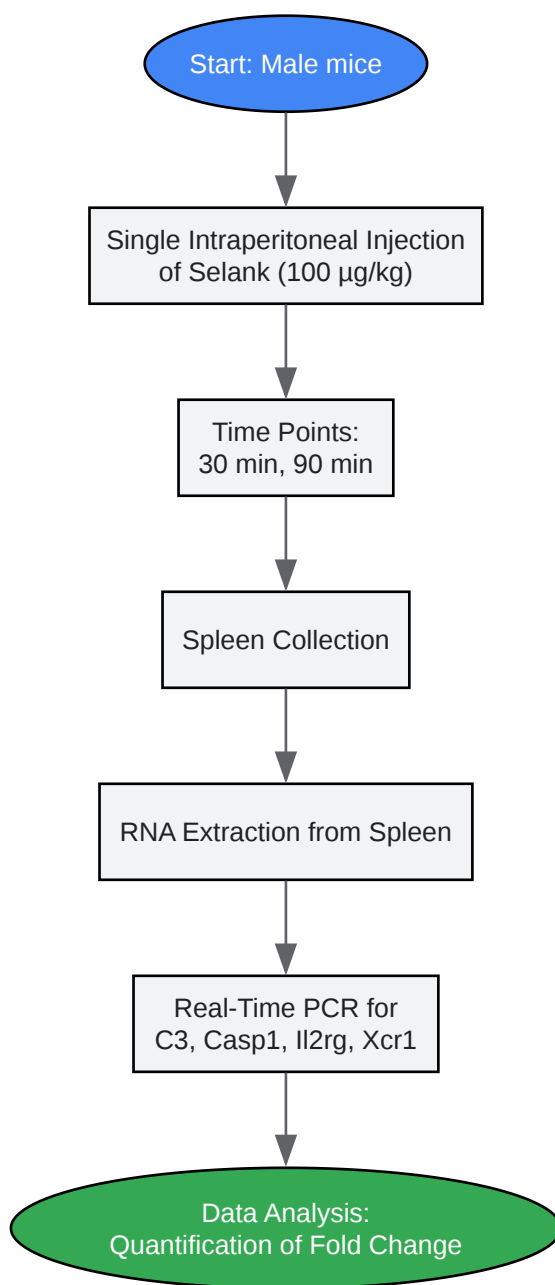 Start: Male mice
Single Intraperitoneal Injection
of Selank (100 µg/kg)
Time Points:
30 min, 90 min
Spleen Collection
RNA Extraction from Spleen
Real-Time PCR for
C3, Casp1, Il2rg, Xcr1
Data Analysis:
Quantification of Fold Change